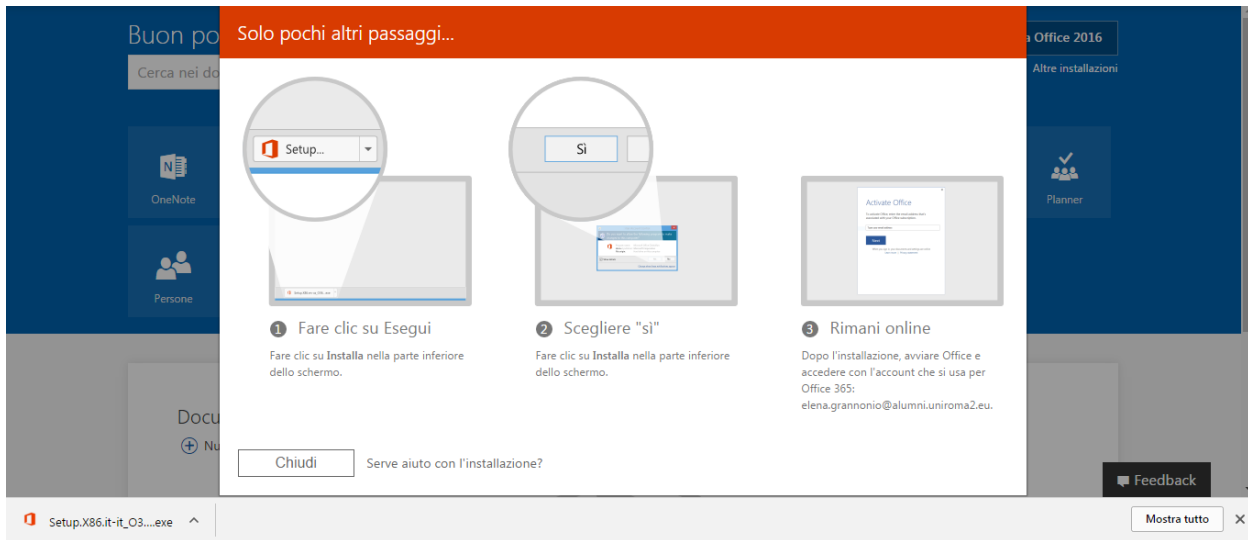 Buon po
Solo pochi altri passaggi...
a Office 2016
Cerca nei do
Altre installazioni
Setup...
Sì
OneNote
Activate Office
Planner
Persone
1 Fare clic su Esegui
2 Scegliere "sì"
3 Rimani online
Fare clic su Installa nella parte inferiore
dello schermo.
Fare clic su Installa nella parte inferiore
dello schermo.
Dopo l'installazione, avviare Office e
accedere con l'account che si usa per
Office 365:
elena.grannonio@alumni.uniroma2.eu.
Docu
Nu
Chiudi
Serve aiuto con l'installazione?
Feedback
Setup.X86.it-it_O3....exe
Mostra tutto